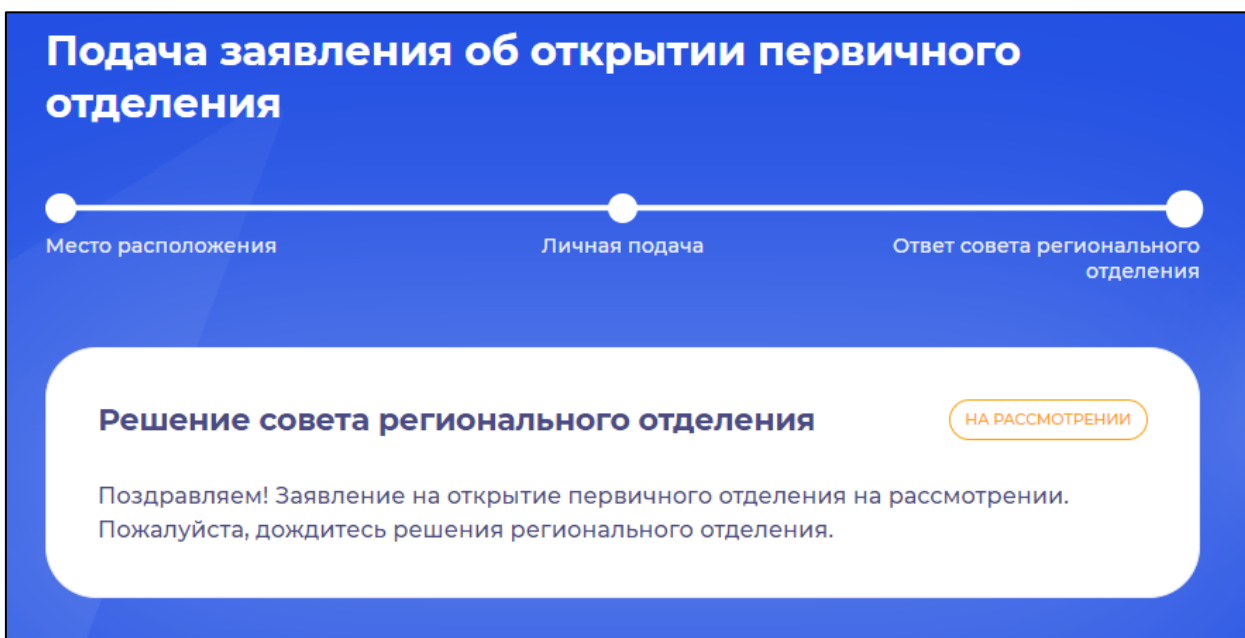 Подача заявления об открытии первичного
отделения
Место расположения
Личная подача
Ответ совета регионального
отделения
Решение совета регионального отделения
НА РАССМОТРЕНИИ
Поздравляем! Заявление на открытие первичного отделения на рассмотрении.
Пожалуйста, дождитесь решения регионального отделения.